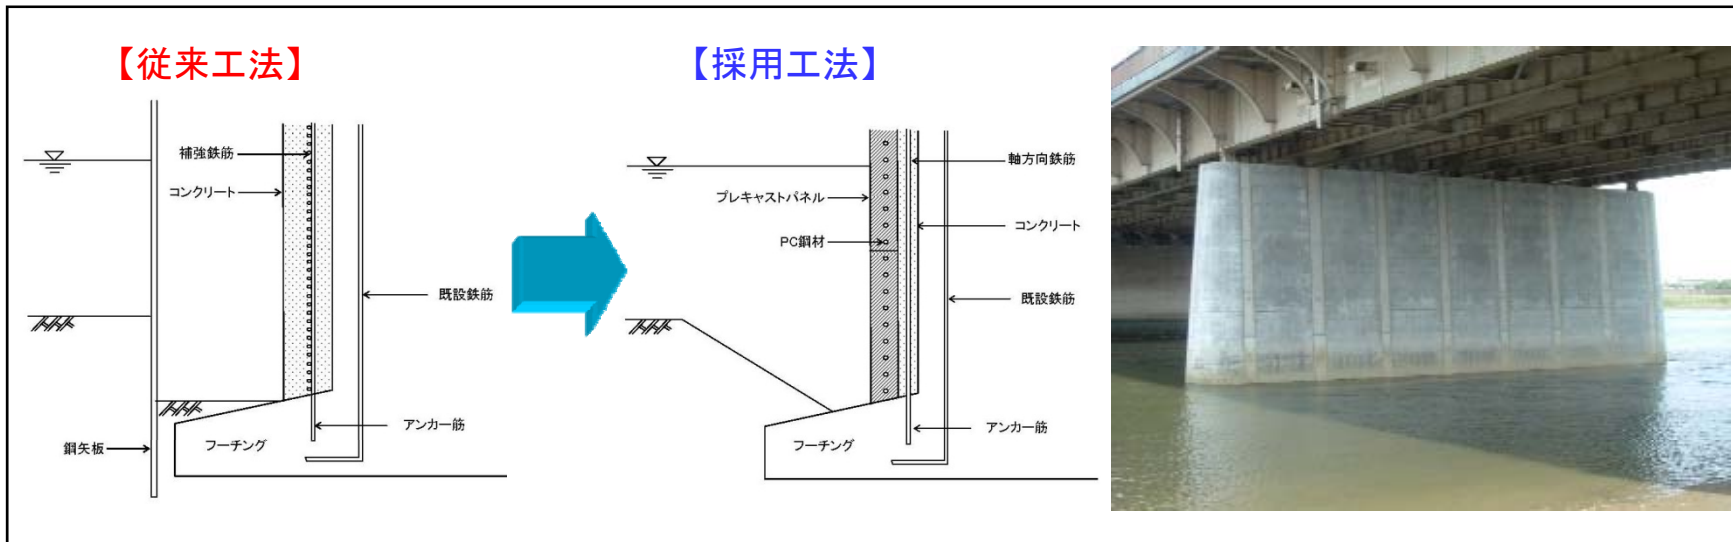 【従来工法】
補強鉄筋
コンクリート
既設鉄筋
アンカー筋
フーチング
鋼矢板
【採用工法】
軸方向鉄筋
プレキャストパネル
コンクリート
PC鋼材
既設鉄筋
アンカー筋
フーチング